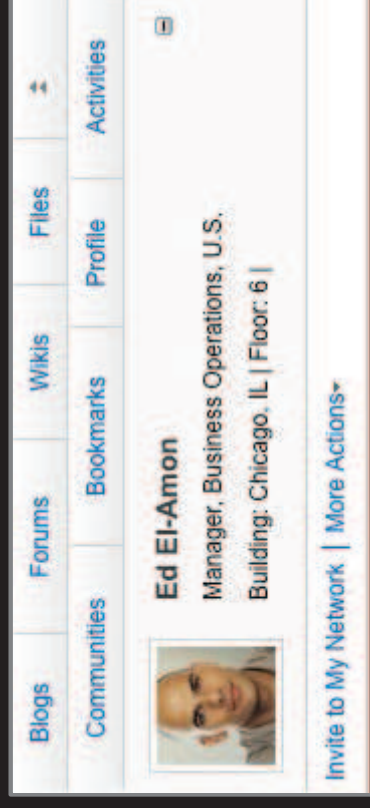 Blogs Forums Wikis Files
Communities Bookmarks Profile Activities
Ed El-Amon
Manager, Business Operations, U.S.
Building: Chicago, IL | Floor: 6 |
Invite to My Network | More Actions